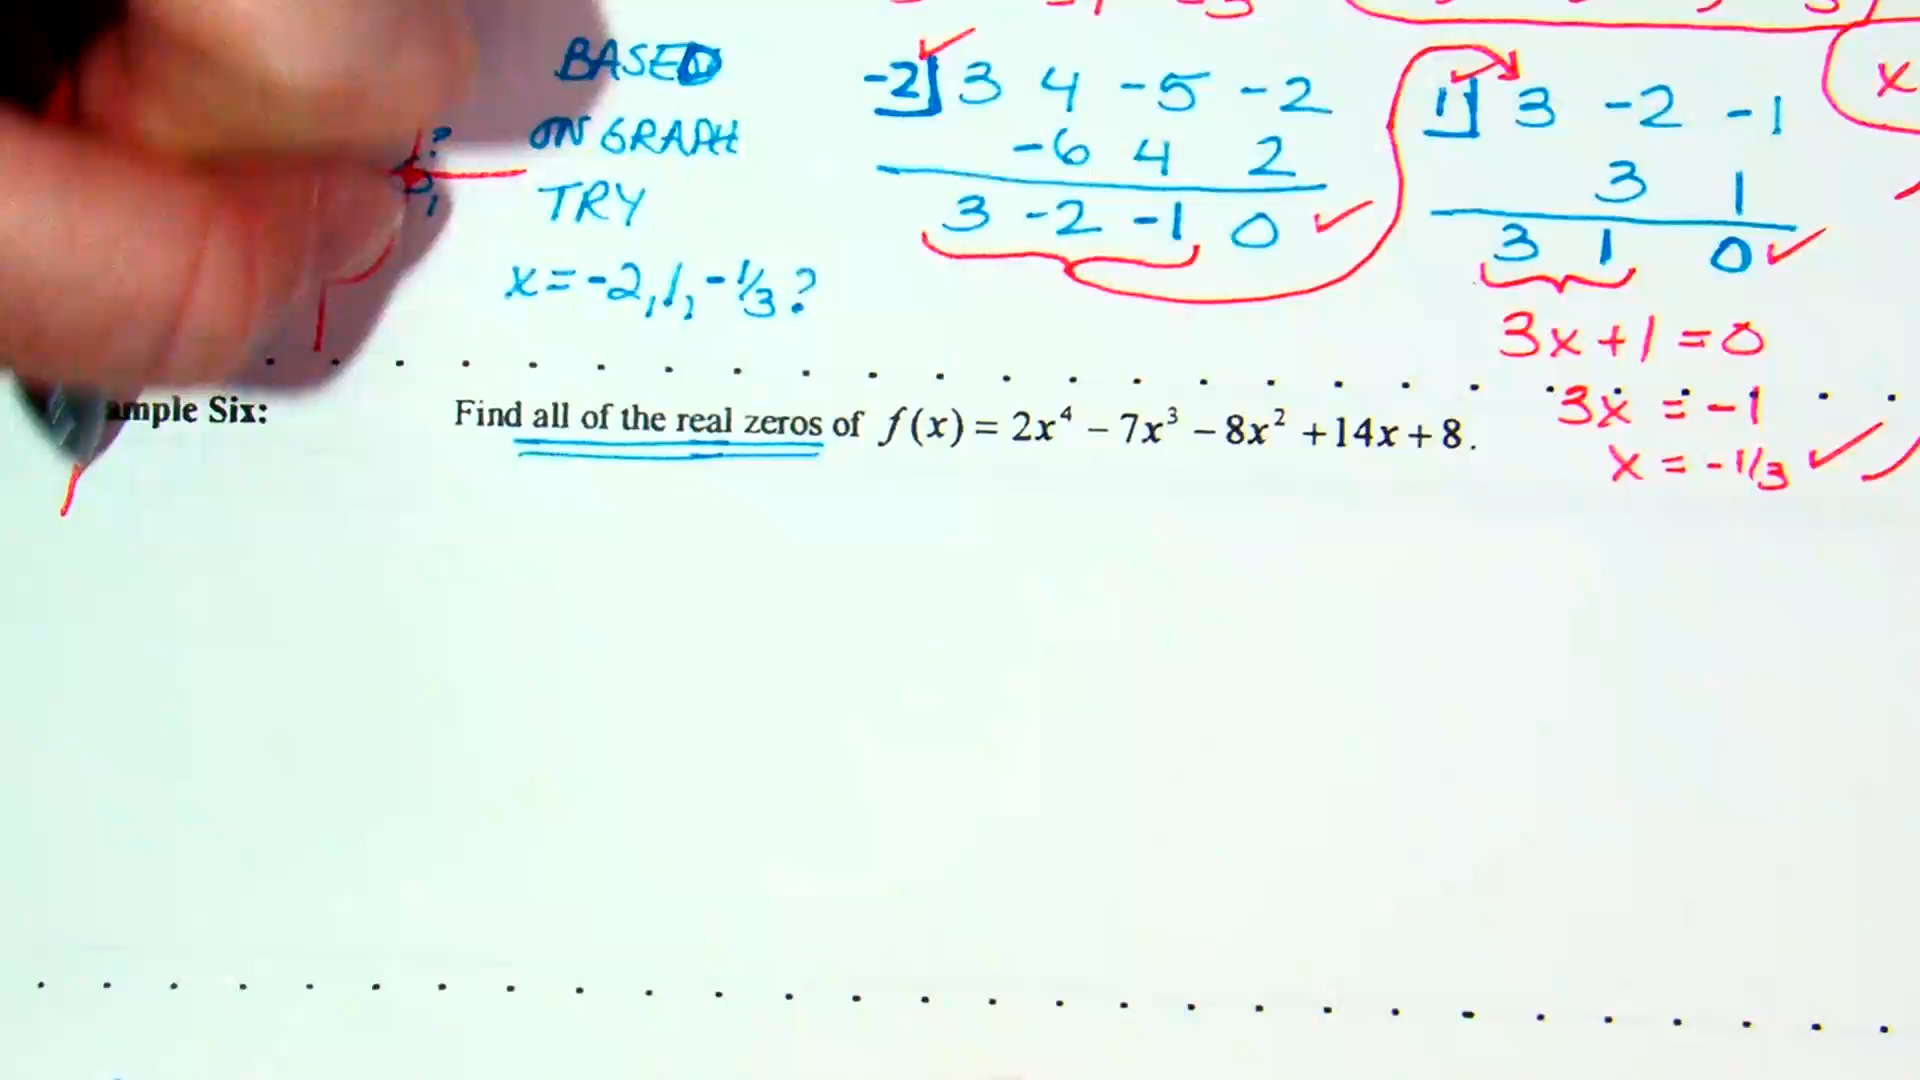 BASED
ON GRAPH
TRY
x = -2, 1, -1/3 ?
-2] 3 4 -5 -2
-6 4 2
3 -2 -1 0 ✓
1] 3 -2 -1
3 1
3 1 0 ✓
3x + 1 = 0
3x = -1
x = -1/3 ✓
x
?
ample Six: Find all of the real zeros of f(x) = 2x⁴ − 7x³ − 8x² + 14x + 8.